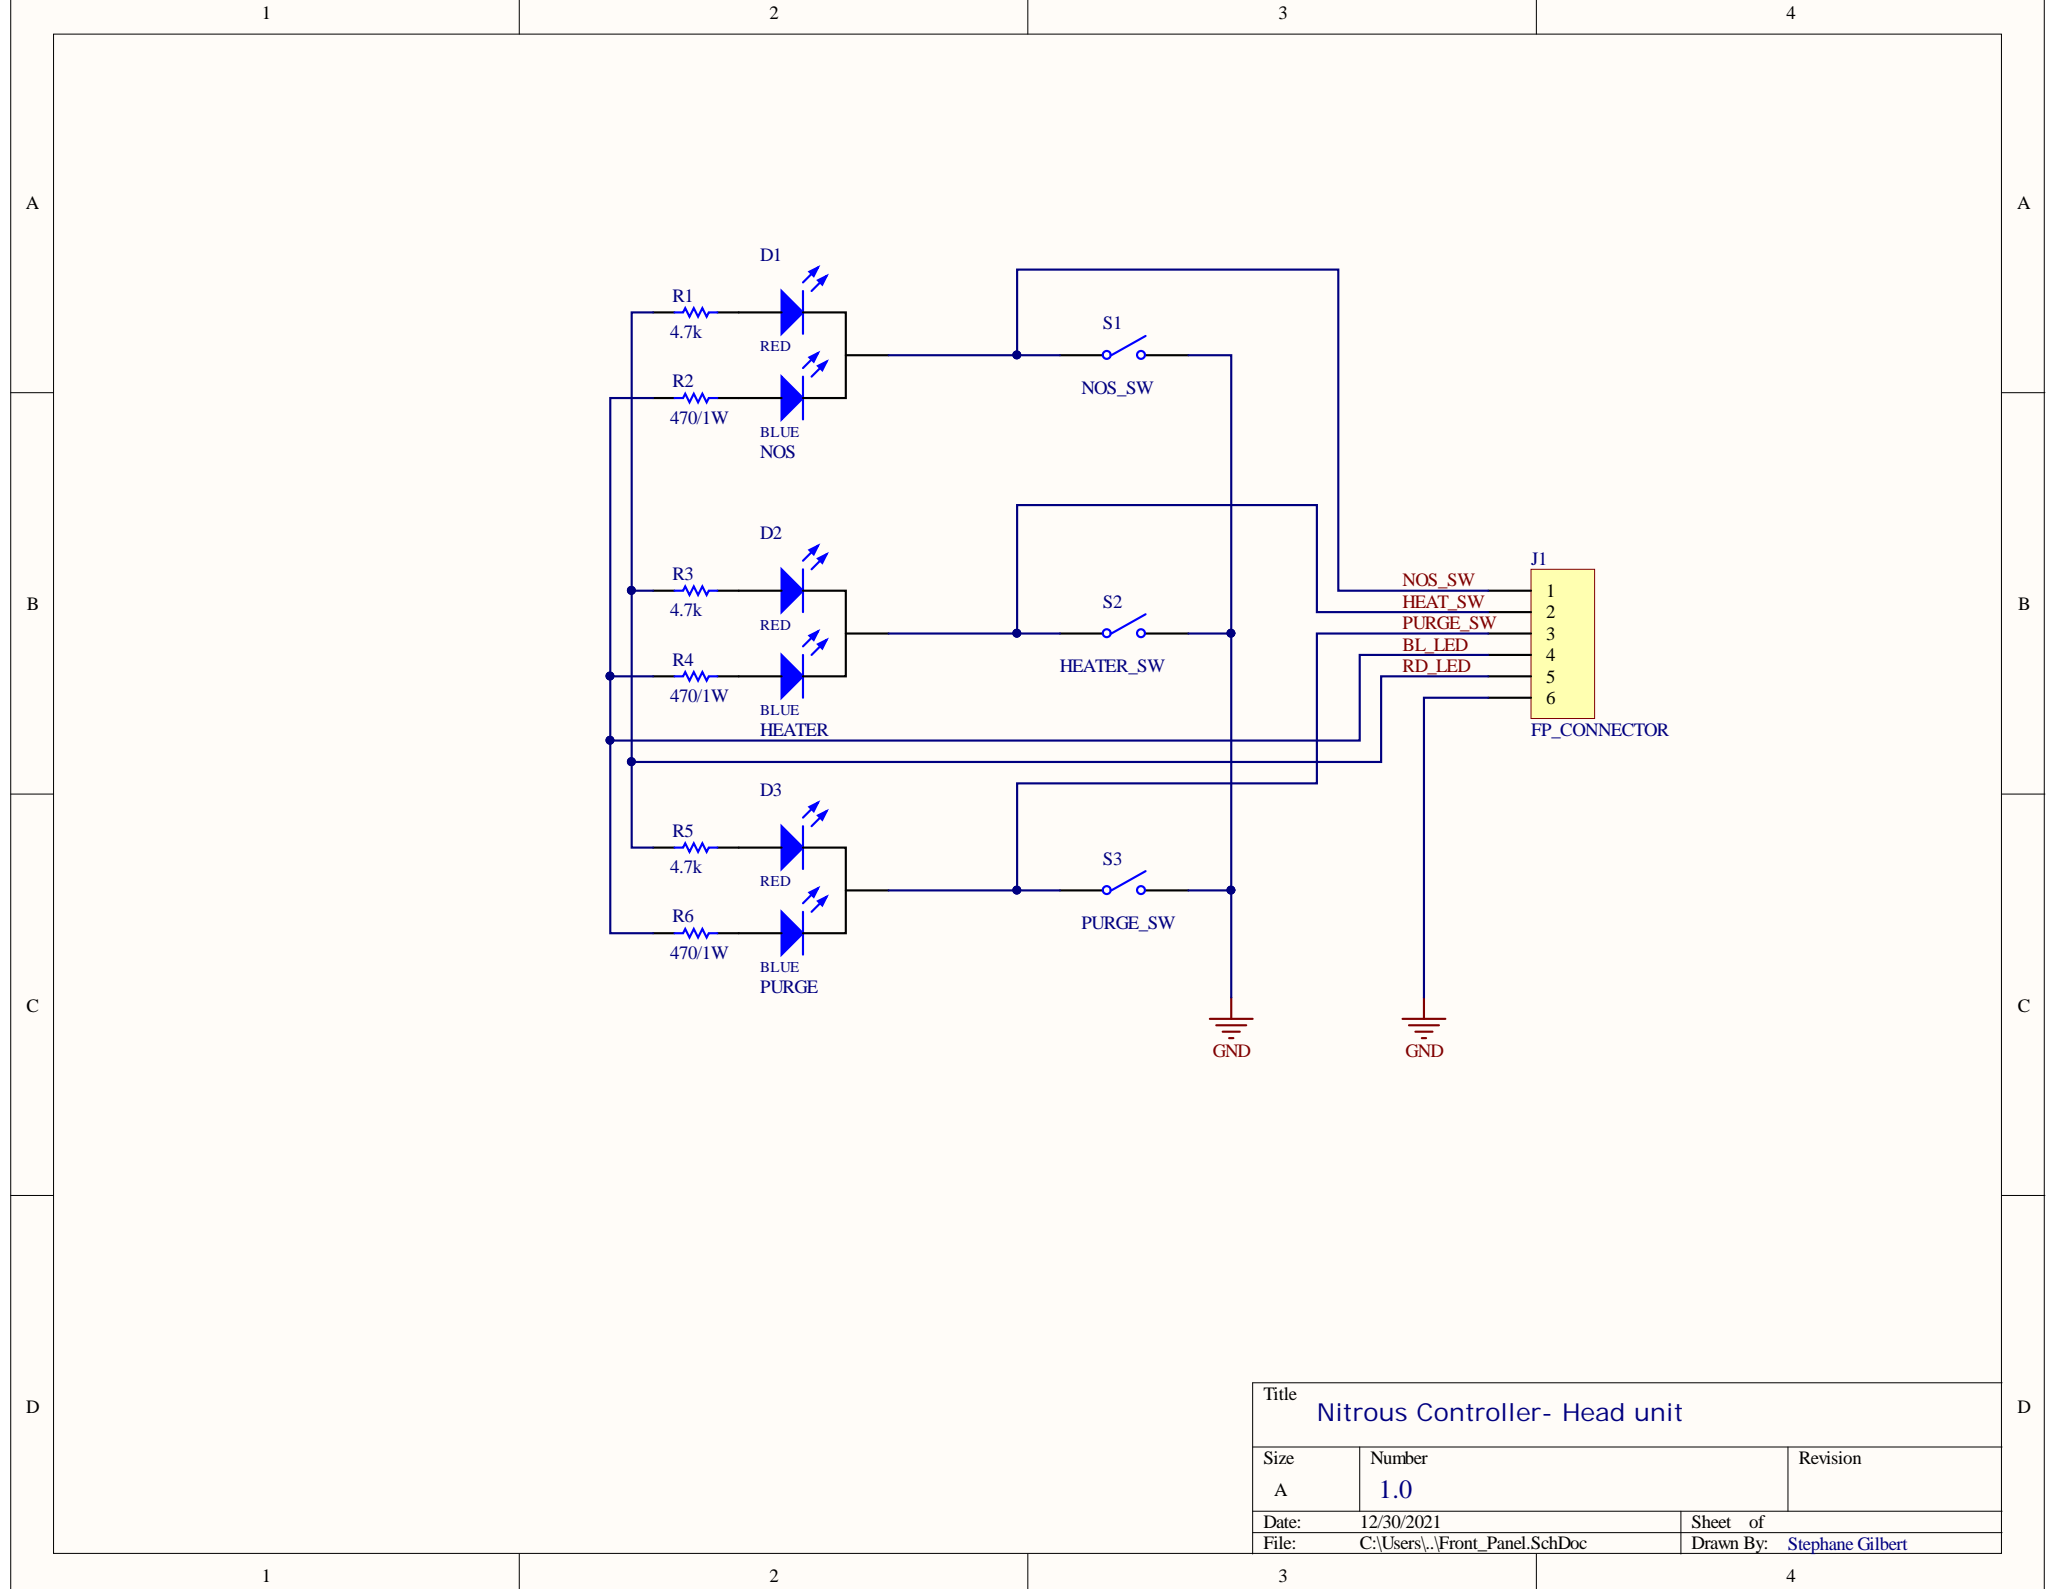 1 2 3 4
A A
D1
R1
4.7k
RED
S1
NOS_SW
R2
470/1W
BLUE
NOS
B B
D2
R3
4.7k
RED
S2
HEATER_SW
R4
470/1W
BLUE
HEATER
J1
NOS_SW 1
HEAT_SW 2
PURGE_SW 3
BL_LED 4
RD_LED 5
6
FP_CONNECTOR
D3
R5
4.7k
RED
S3
PURGE_SW
R6
470/1W
BLUE
PURGE
C C
GND GND
D D
Title
Nitrous Controller- Head unit
Size Number Revision
A 1.0
Date: 12/30/2021 Sheet of
File: C:\Users\..\Front_Panel.SchDoc Drawn By: Stephane Gilbert
1 2 3 4